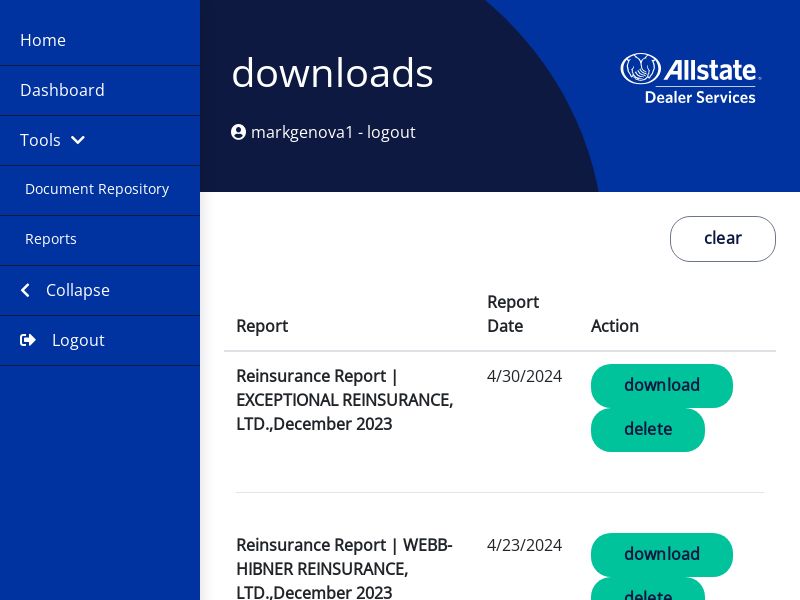 Home
Dashboard
Tools
Document Repository
Reports
Collapse
Logout
downloads
markgenova1 - logout
Allstate
Dealer Services
clear
Report
Report Date
Action
Reinsurance Report |
EXCEPTIONAL REINSURANCE,
LTD.,December 2023
4/30/2024
download
delete
Reinsurance Report | WEBB-
HIBNER REINSURANCE,
LTD.,December 2023
4/23/2024
download
delete